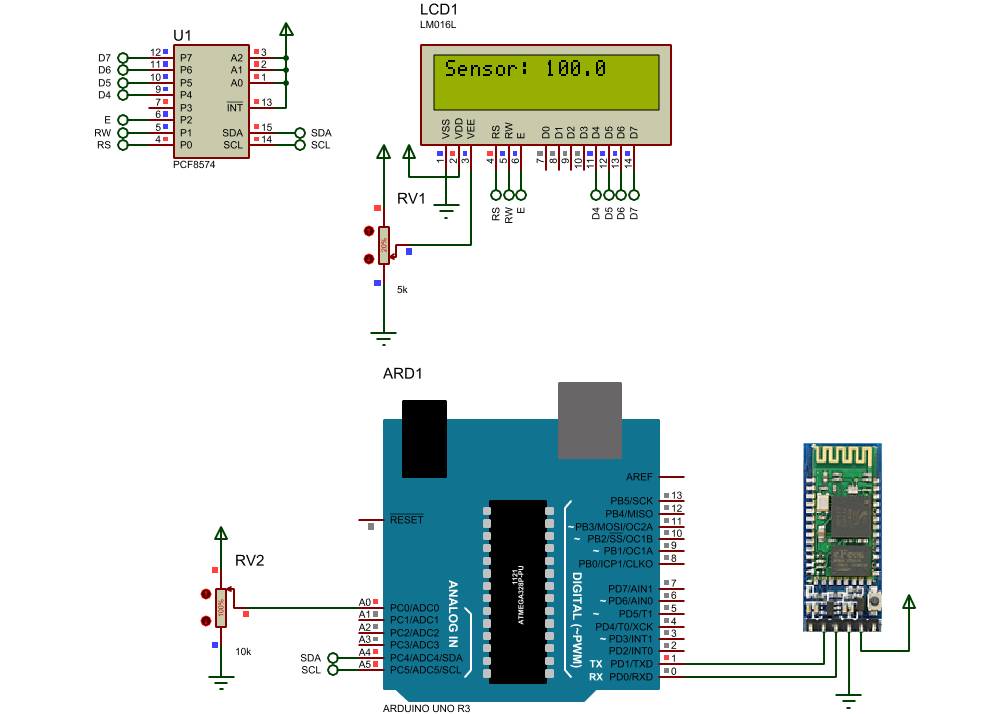 LCD1
LM016L
Sensor: 100.0
VSS VDD VEE RS RW E D0 D1 D2 D3 D4 D5 D6 D7
1 2 3 4 5 6 7 8 9 10 11 12 13 14
RS RW E D4 D5 D6 D7
U1
D7 12 P7 A2 3
D6 11 P6 A1 2
D5 10 P5 A0 1
D4 9 P4
7 P3 INT 13
E 6 P2
RW 5 P1 SDA 15 SDA
RS 4 P0 SCL 14 SCL
PCF8574
RV1
20%
5k
ARD1
AREF
PB5/SCK 13
PB4/MISO 12
RESET
~PB3/MOSI/OC2A 11
~ PB2/SS/OC1B 10
~ PB1/OC1A 9
PB0/ICP1/CLKO 8
1121
ATMEGA328P-PU
ANALOG IN
DIGITAL (~PWM)
PD7/AIN1 7
~ PD6/AIN0 6
~ PD5/T1 5
PD4/T0/XCK 4
~ PD3/INT1 3
PD2/INT0 2
TX PD1/TXD 1
RX PD0/RXD 0
RV2
100%
10k
A0 PC0/ADC0
A1 PC1/ADC1
A2 PC2/ADC2
A3 PC3/ADC3
SDA A4 PC4/ADC4/SDA
SCL A5 PC5/ADC5/SCL
ARDUINO UNO R3